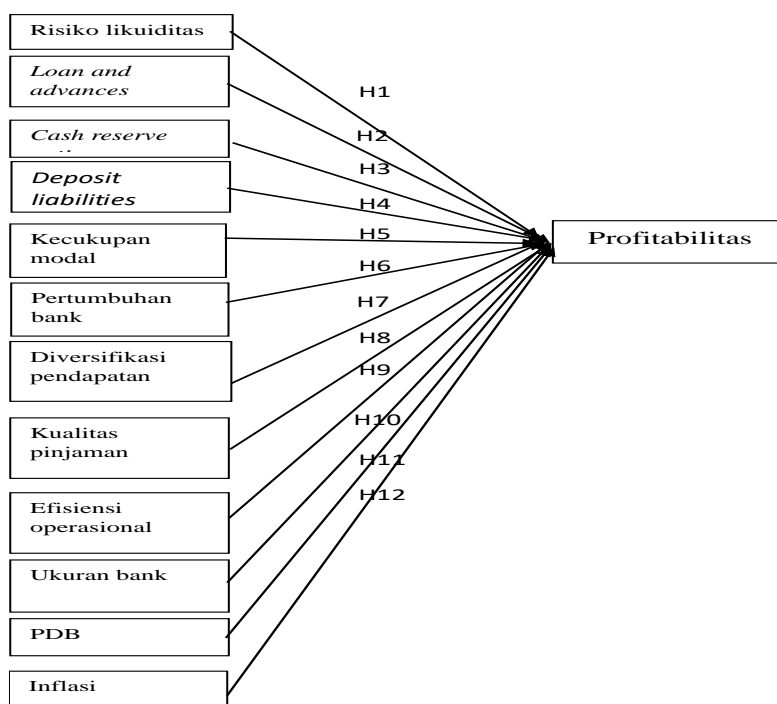 Risiko likuiditas
Loan and
advances
H1
Cash reserve
H2
H3
Deposit
liabilities
H4
Kecukupan
modal
H5
Profitabilitas
Pertumbuhan
bank
H6
H7
Diversifikasi
pendapatan
H8
H9
Kualitas
pinjaman
H10
H11
H12
Efisiensi
operasional
Ukuran bank
PDB
Inflasi